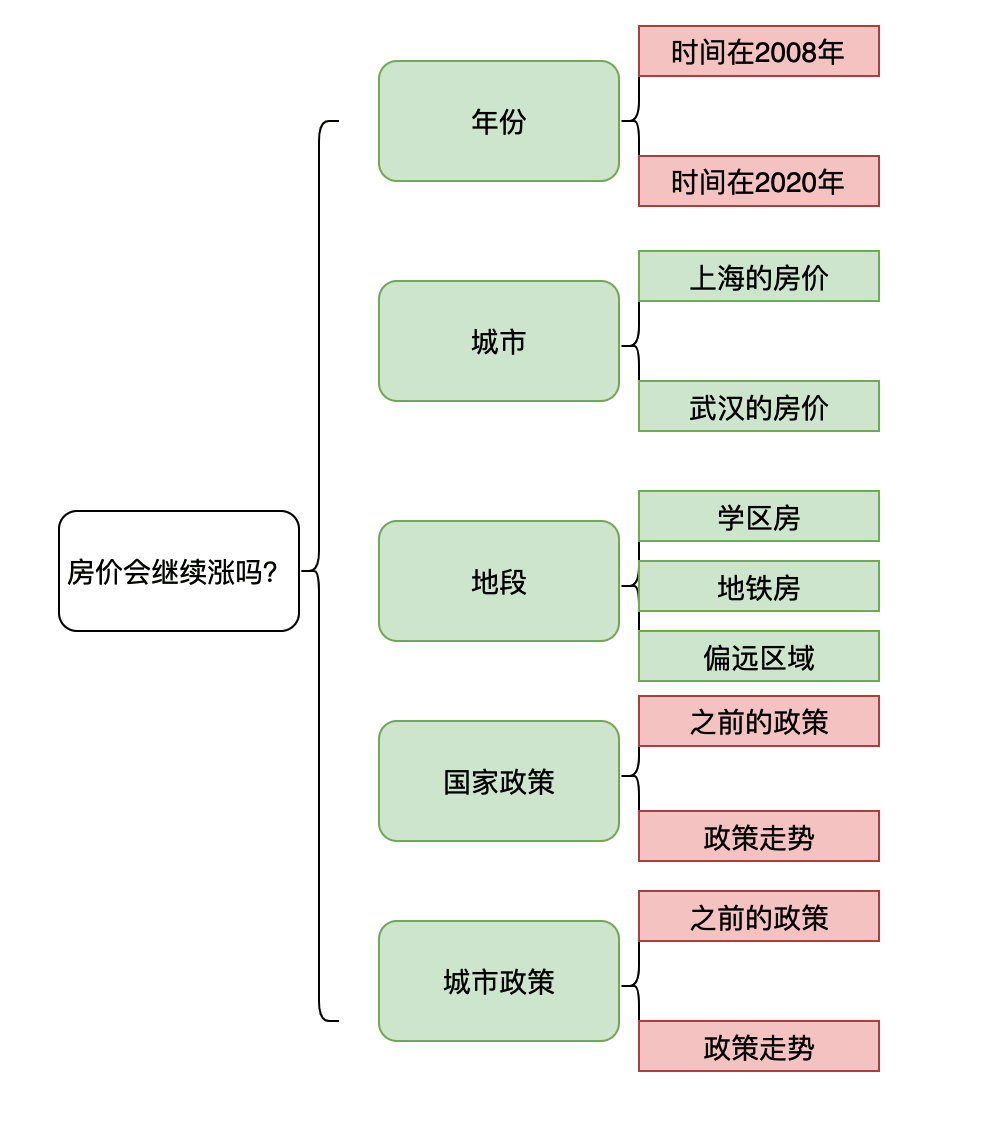 房价会继续涨吗？
年份
时间在2008年
时间在2020年
城市
上海的房价
武汉的房价
地段
学区房
地铁房
偏远区域
国家政策
之前的政策
政策走势
城市政策
之前的政策
政策走势